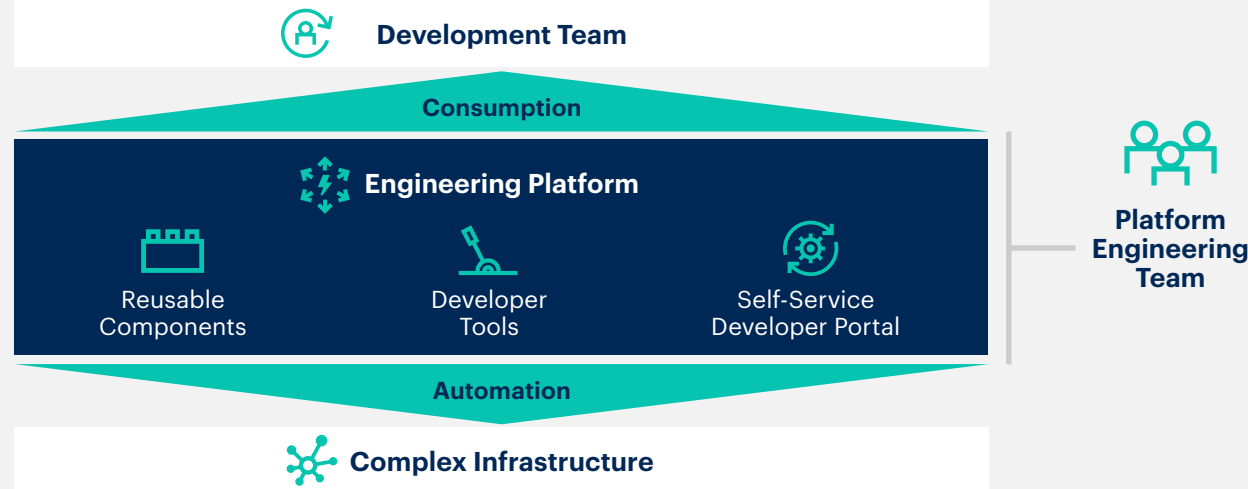 Development Team
Consumption
Engineering Platform
Reusable
Components
Developer
Tools
Self-Service
Developer Portal
Platform
Engineering
Team
Automation
Complex Infrastructure